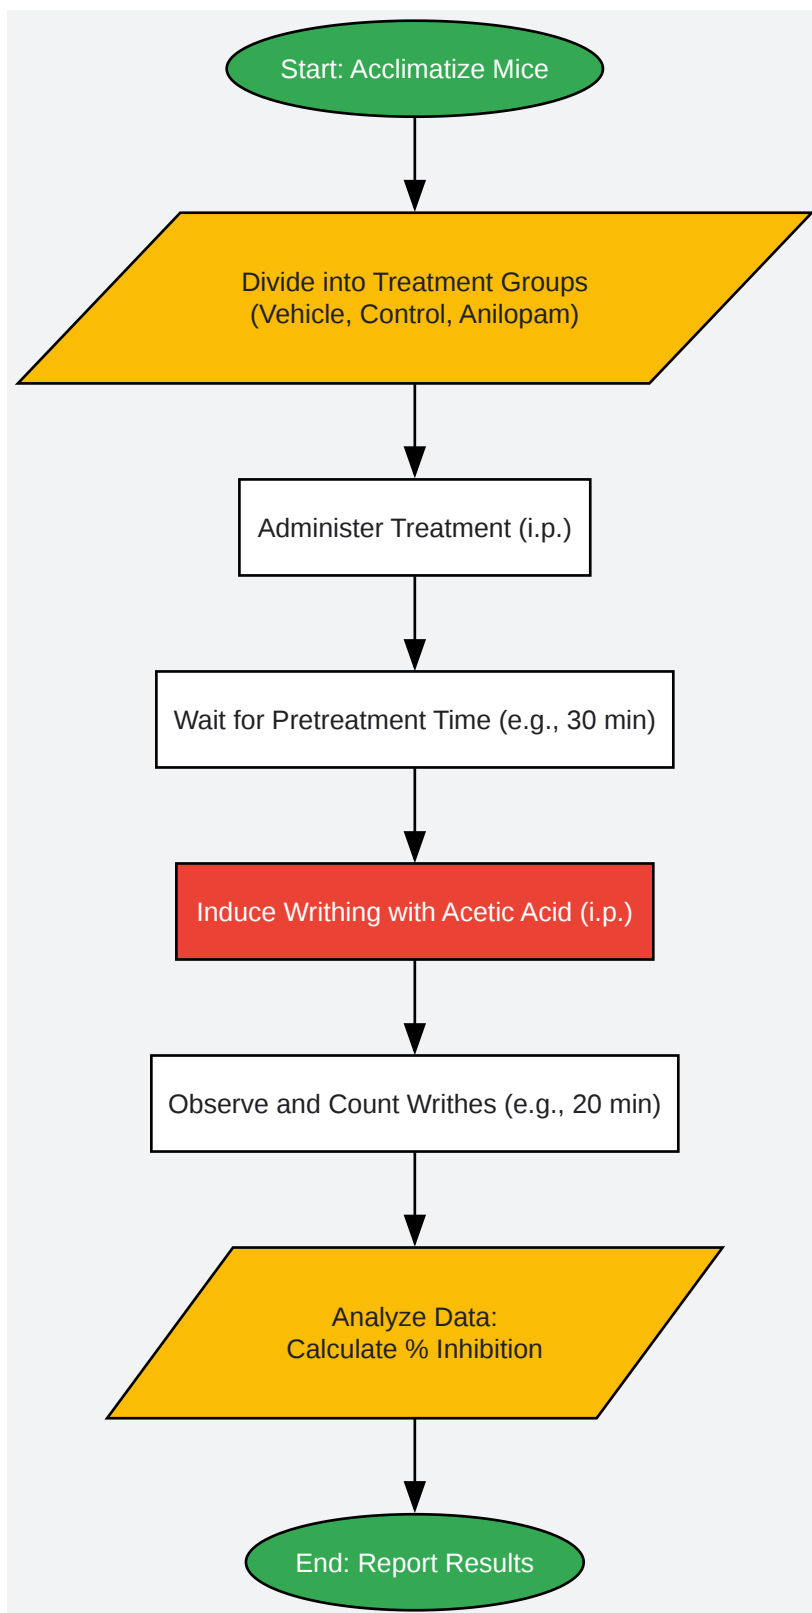 Start: Acclimatize Mice
Divide into Treatment Groups
(Vehicle, Control, Anilopam)
Administer Treatment (i.p.)
Wait for Pretreatment Time (e.g., 30 min)
Induce Writhing with Acetic Acid (i.p.)
Observe and Count Writhes (e.g., 20 min)
Analyze Data:
Calculate % Inhibition
End: Report Results